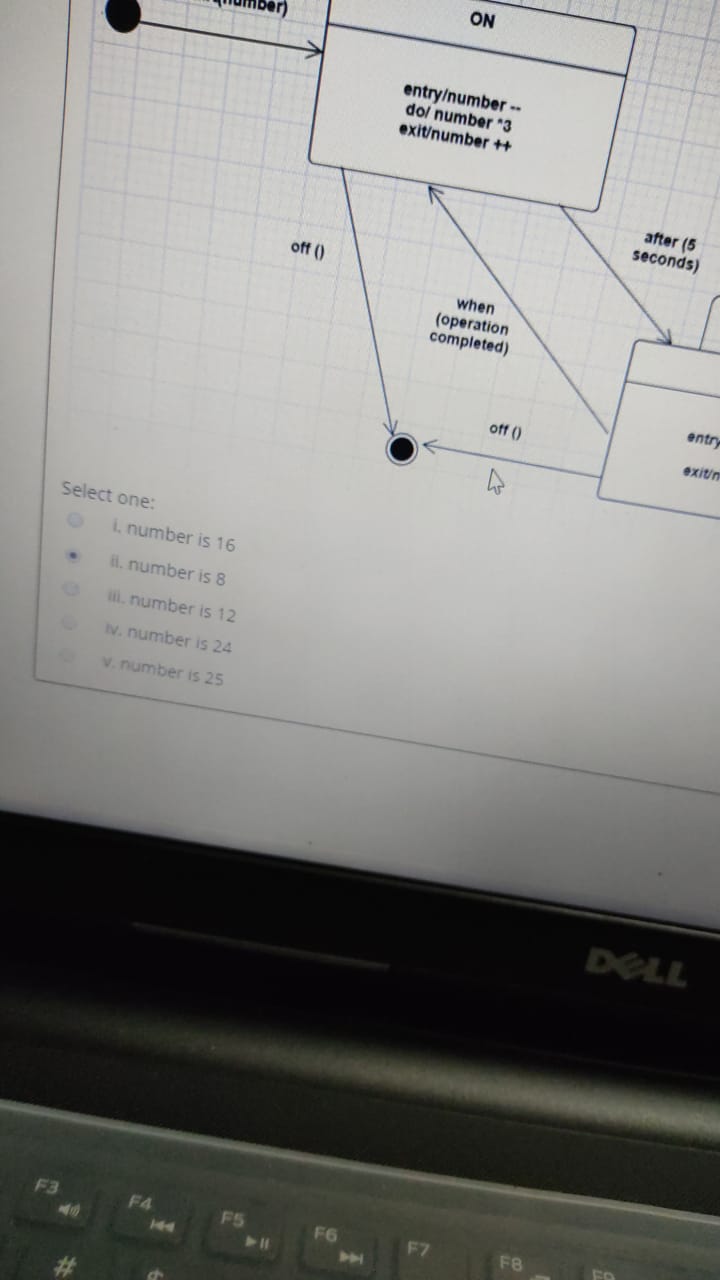 ON
entry/number --
do/ number *3
exit/number ++
off ()
after (5
seconds)
when
(operation
completed)
off ()
entry
exit/n
Select one:
i. number is 16
ii. number is 8
iii. number is 12
iv. number is 24
v. number is 25
DELL
F3
F4
F5
F6
F7
F8
#